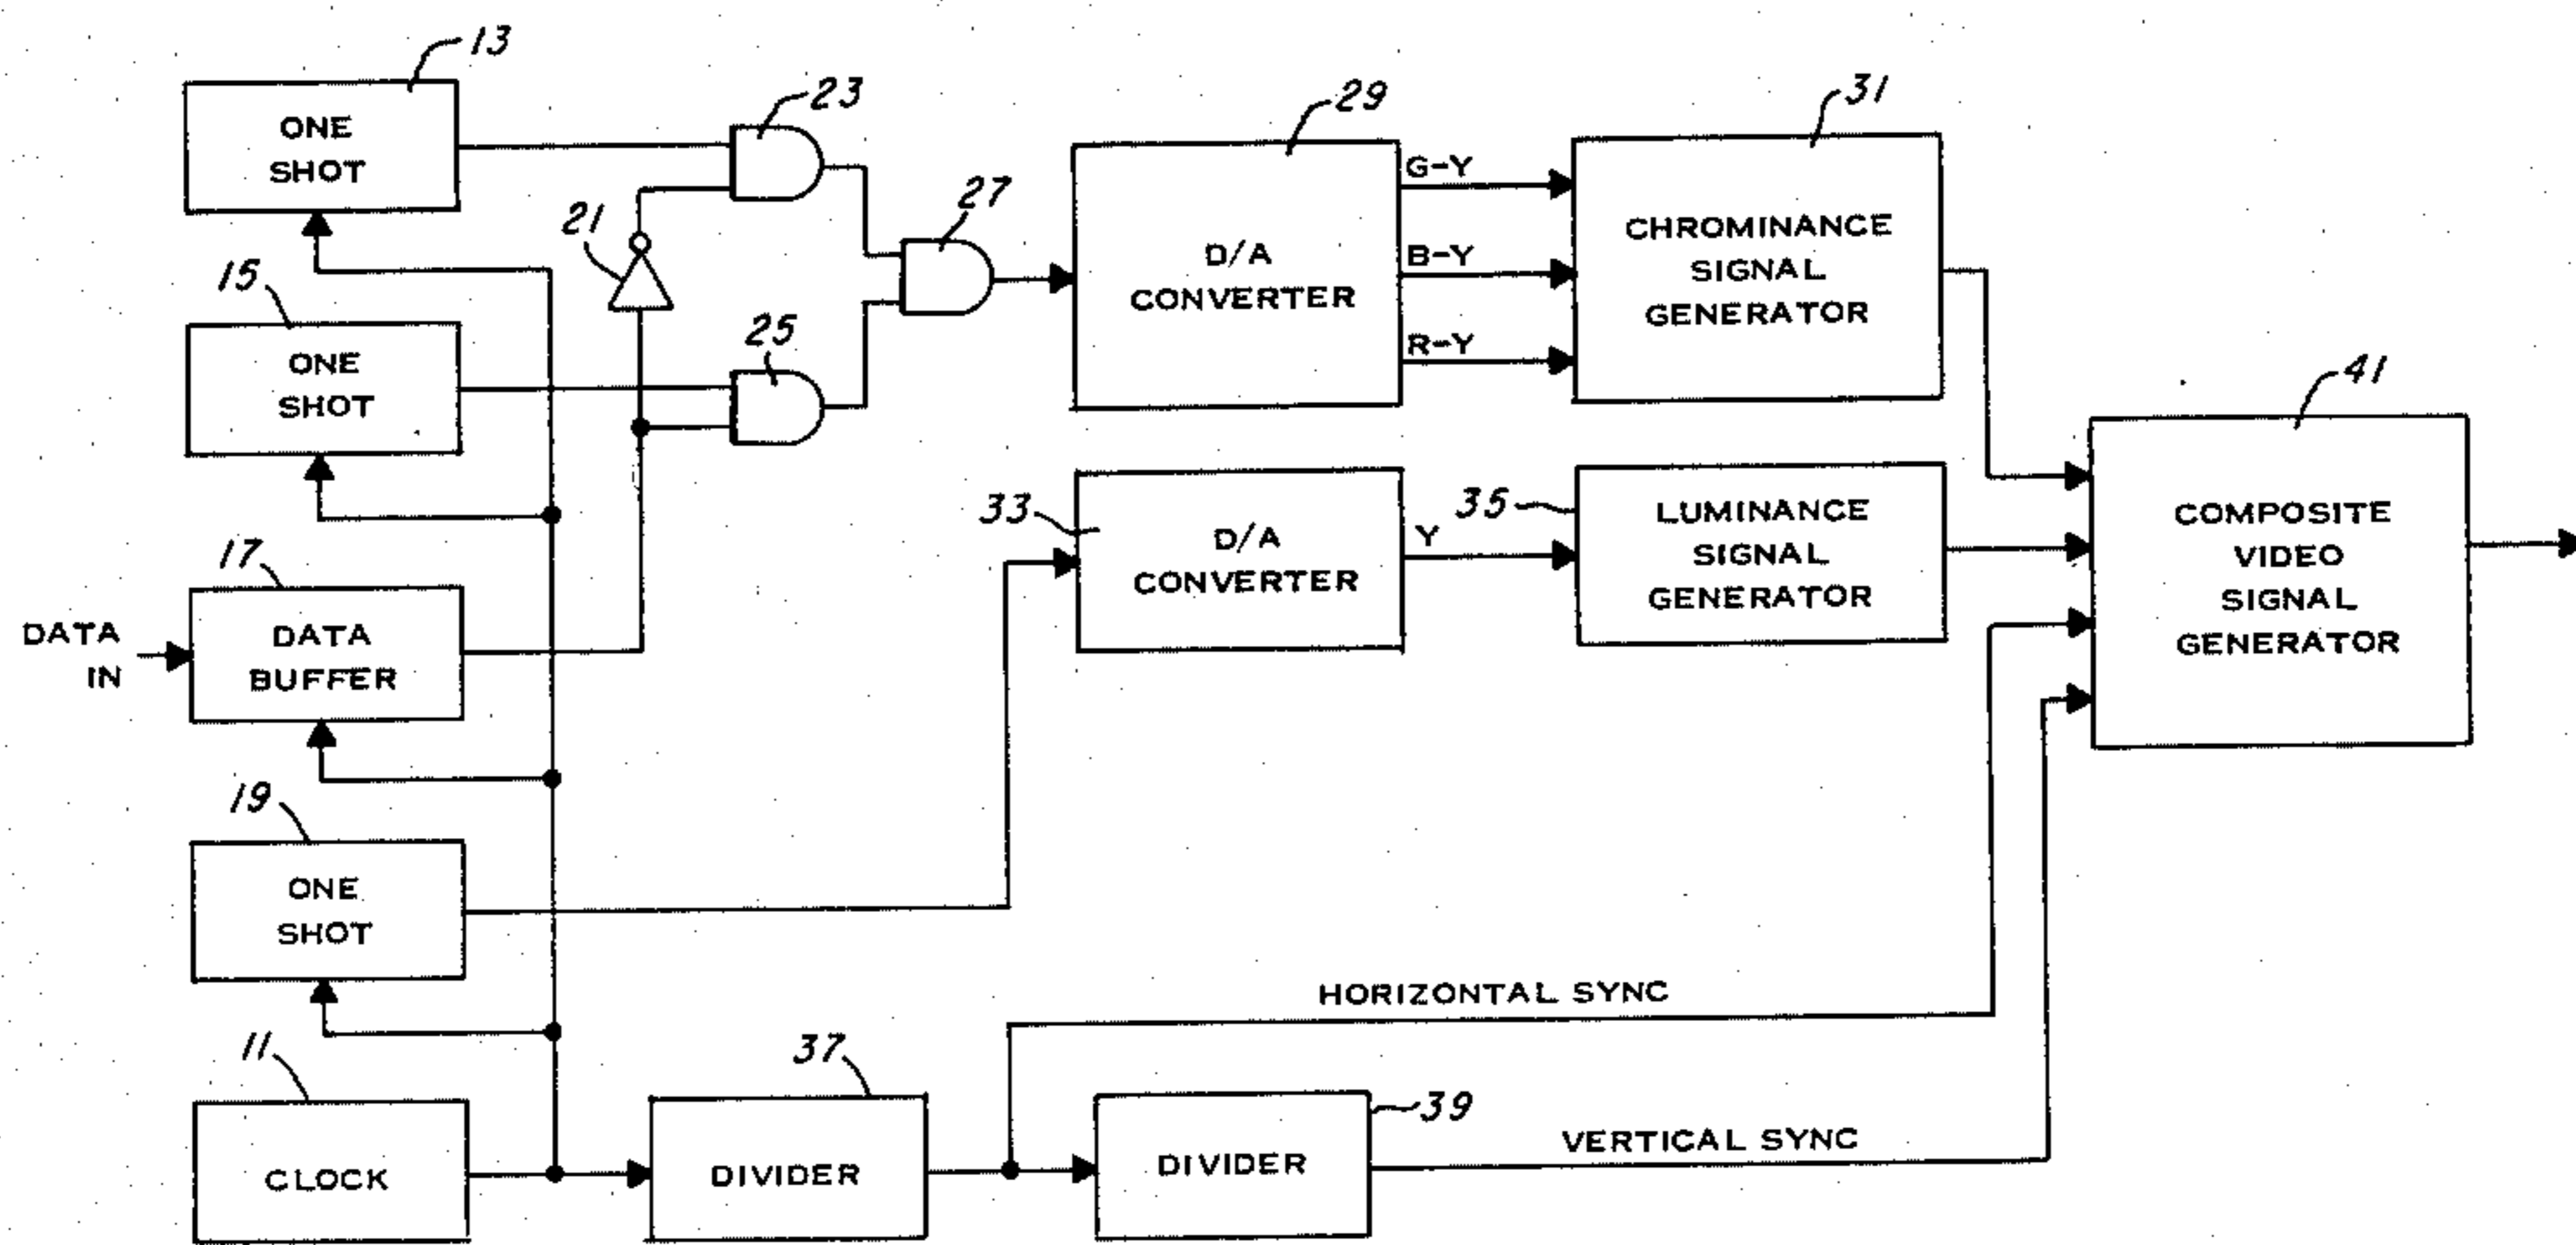 13
ONE
SHOT
23
21
27
29
D/A
CONVERTER
G-Y
B-Y
R-Y
31
CHROMINANCE
SIGNAL
GENERATOR
15
ONE
SHOT
25
41
COMPOSITE
VIDEO
SIGNAL
GENERATOR
33
D/A
CONVERTER
Y
35
LUMINANCE
SIGNAL
GENERATOR
17
DATA
IN
DATA
BUFFER
19
ONE
SHOT
HORIZONTAL SYNC
11
CLOCK
37
DIVIDER
39
DIVIDER
VERTICAL SYNC